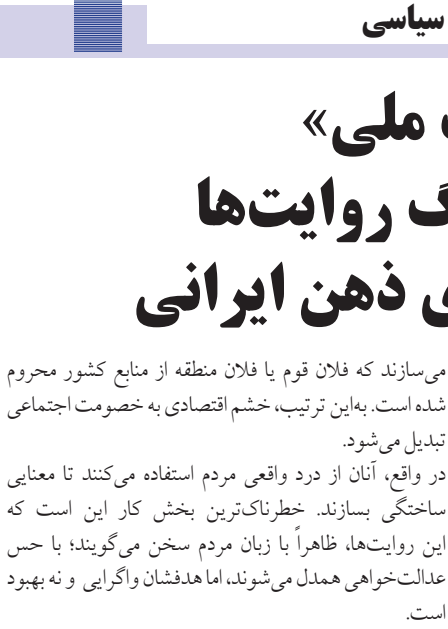 سیاسی
ملی»
روایت‌ها
ذهن ایرانی
می‌سازند که فلان قوم یا فلان منطقه از منابع کشور محروم
شده است. به‌این ترتیب، خشم اقتصادی به خصومت اجتماعی
تبدیل می‌شود.
در واقع، آنان از درد واقعی مردم استفاده می‌کنند تا معنایی
ساختگی بسازند. خطرناک‌ترین بخش کار این است که
این روایت‌ها، ظاهراً با زبان مردم سخن می‌گویند؛ با حس
عدالت‌خواهی همدل می‌شوند، اما هدفشان واگرایی و نه بهبود
است.